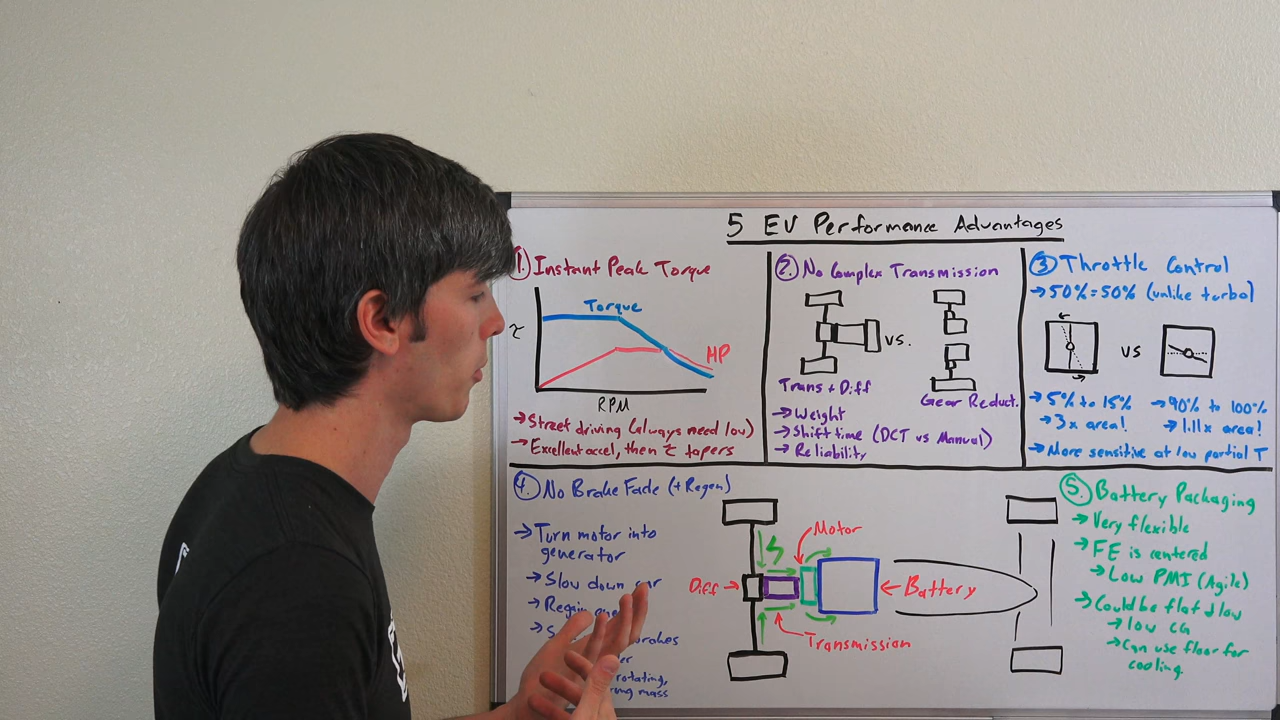 5 EV Performance Advantages
1. Instant Peak Torque
Torque
τ
HP
RPM
→ Street driving (always need low)
→ Excellent accel, then τ tapers
2. No Complex Transmission
vs.
Trans + Diff
Gear Reduct.
→ Weight
→ Shift time (DCT vs Manual)
→ Reliability
3 Throttle Control
→ 50% = 50% (unlike turbo)
vs
→ 5% to 15%
→ 3x area!
→ 90% to 100%
→ 1.11x area!
→ More sensitive at low partial T
4. No Brake Fade (+Regen)
→ Turn motor into
generator
→ Slow down car
→ Regain
rotating,
mass
Motor
Diff →
← Battery
Transmission
5. Battery Packaging
→ Very flexible
→ FE is centered
→ Low PMI (Agile)
→ Could be flat & low
→ low CG
→ Can use floor for
cooling